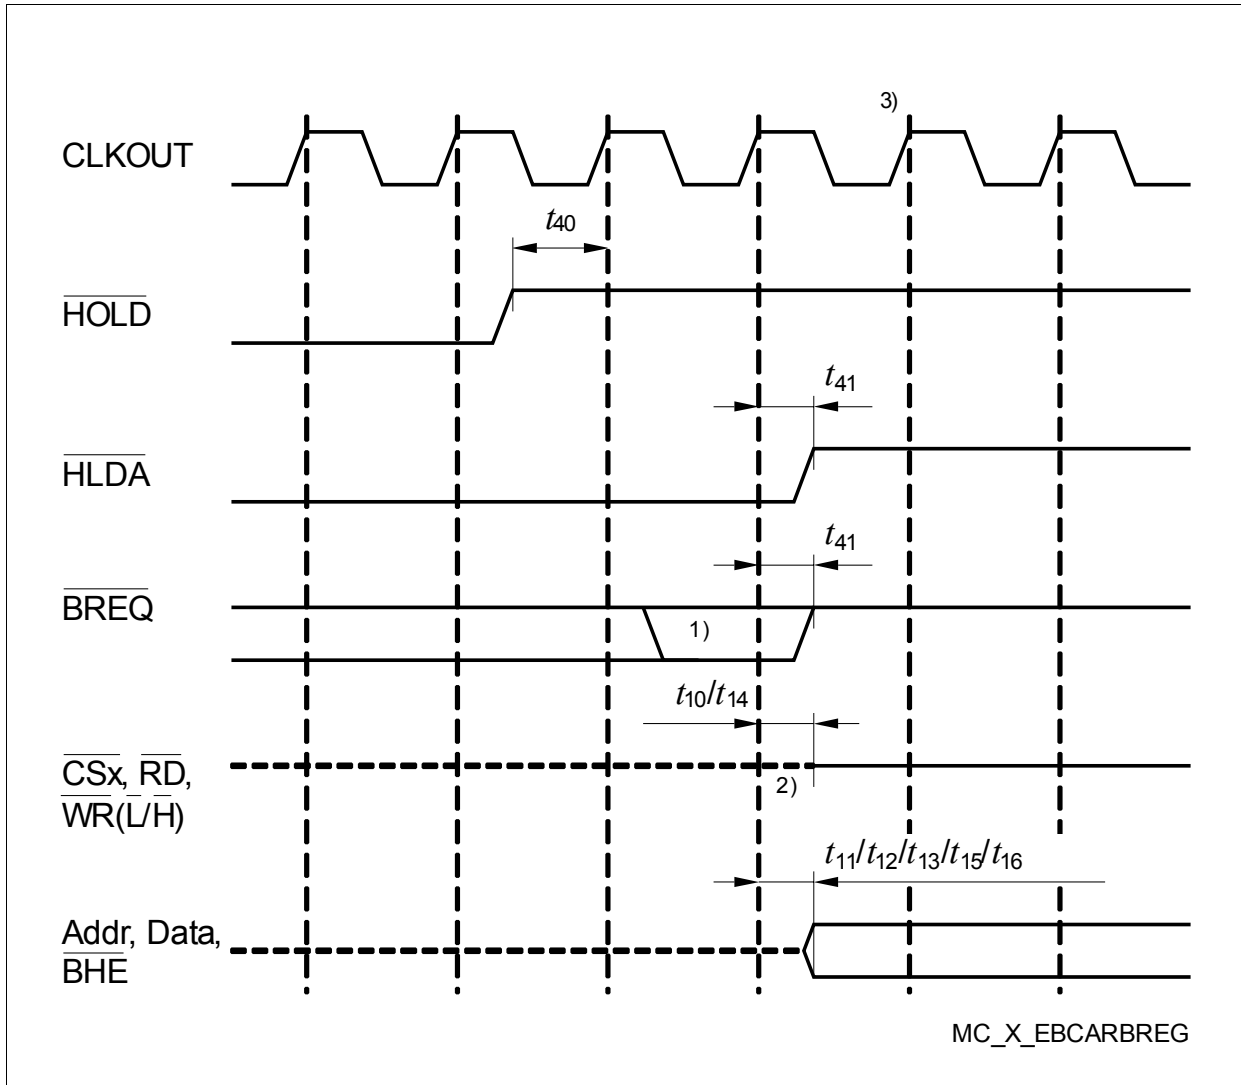 3)
CLKOUT
t40
HOLD
t41
HLDA
t41
BREQ
1)
t10/t14
CSx, RD,
2)
WR(L/H)
t11/t12/t13/t15/t16
Addr, Data,
BHE
MC_X_EBCARBREG